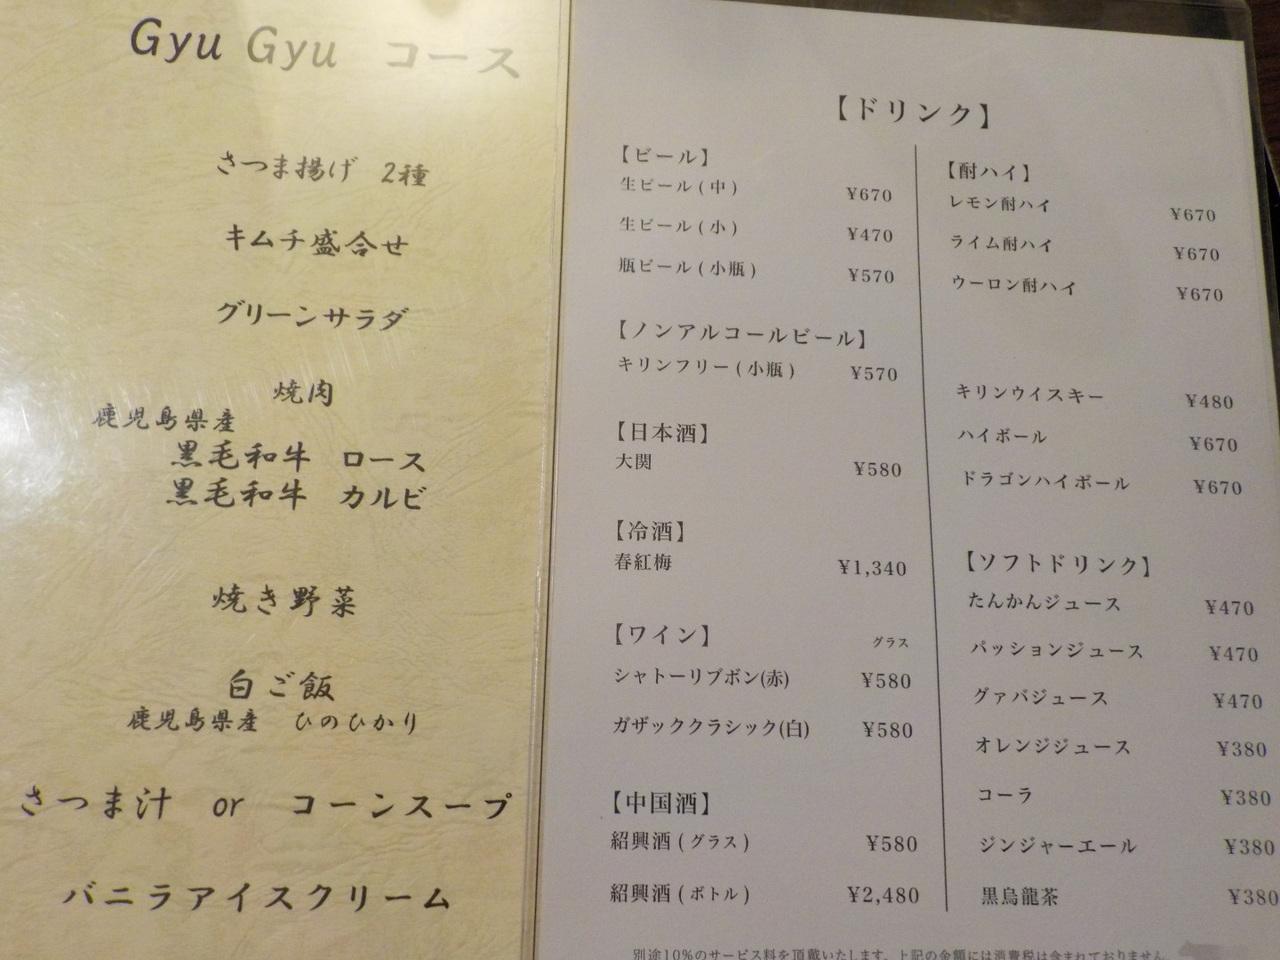 Gyu Gyu コース
さつま揚げ 2種
キムチ盛合せ
グリーンサラダ
焼肉
鹿児島県産
黒毛和牛 ロース
黒毛和牛 カルビ
焼き野菜
白ご飯
鹿児島県産 ひのひかり
さつま汁 or コーンスープ
バニラアイスクリーム
【ドリンク】
【ビール】
生ビール(中) ¥670
生ビール(小) ¥470
瓶ビール(小瓶) ¥570
【ノンアルコールビール】
キリンフリー(小瓶) ¥570
【日本酒】
大関 ¥580
【冷酒】
春紅梅 ¥1,340
【ワイン】 グラス
シャトーリブボン(赤) ¥580
ガザッククラシック(白) ¥580
【中国酒】
紹興酒(グラス) ¥580
紹興酒(ボトル) ¥2,480
【酎ハイ】
レモン酎ハイ ¥670
ライム酎ハイ ¥670
ウーロン酎ハイ ¥670
キリンウイスキー ¥480
ハイボール ¥670
ドラゴンハイボール ¥670
【ソフトドリンク】
たんかんジュース ¥470
パッションジュース ¥470
グァバジュース ¥470
オレンジジュース ¥380
コーラ ¥380
ジンジャーエール ¥380
黒烏龍茶 ¥380
別途10%のサービス料を頂戴いたします。上記の金額には消費税は含まれておりません